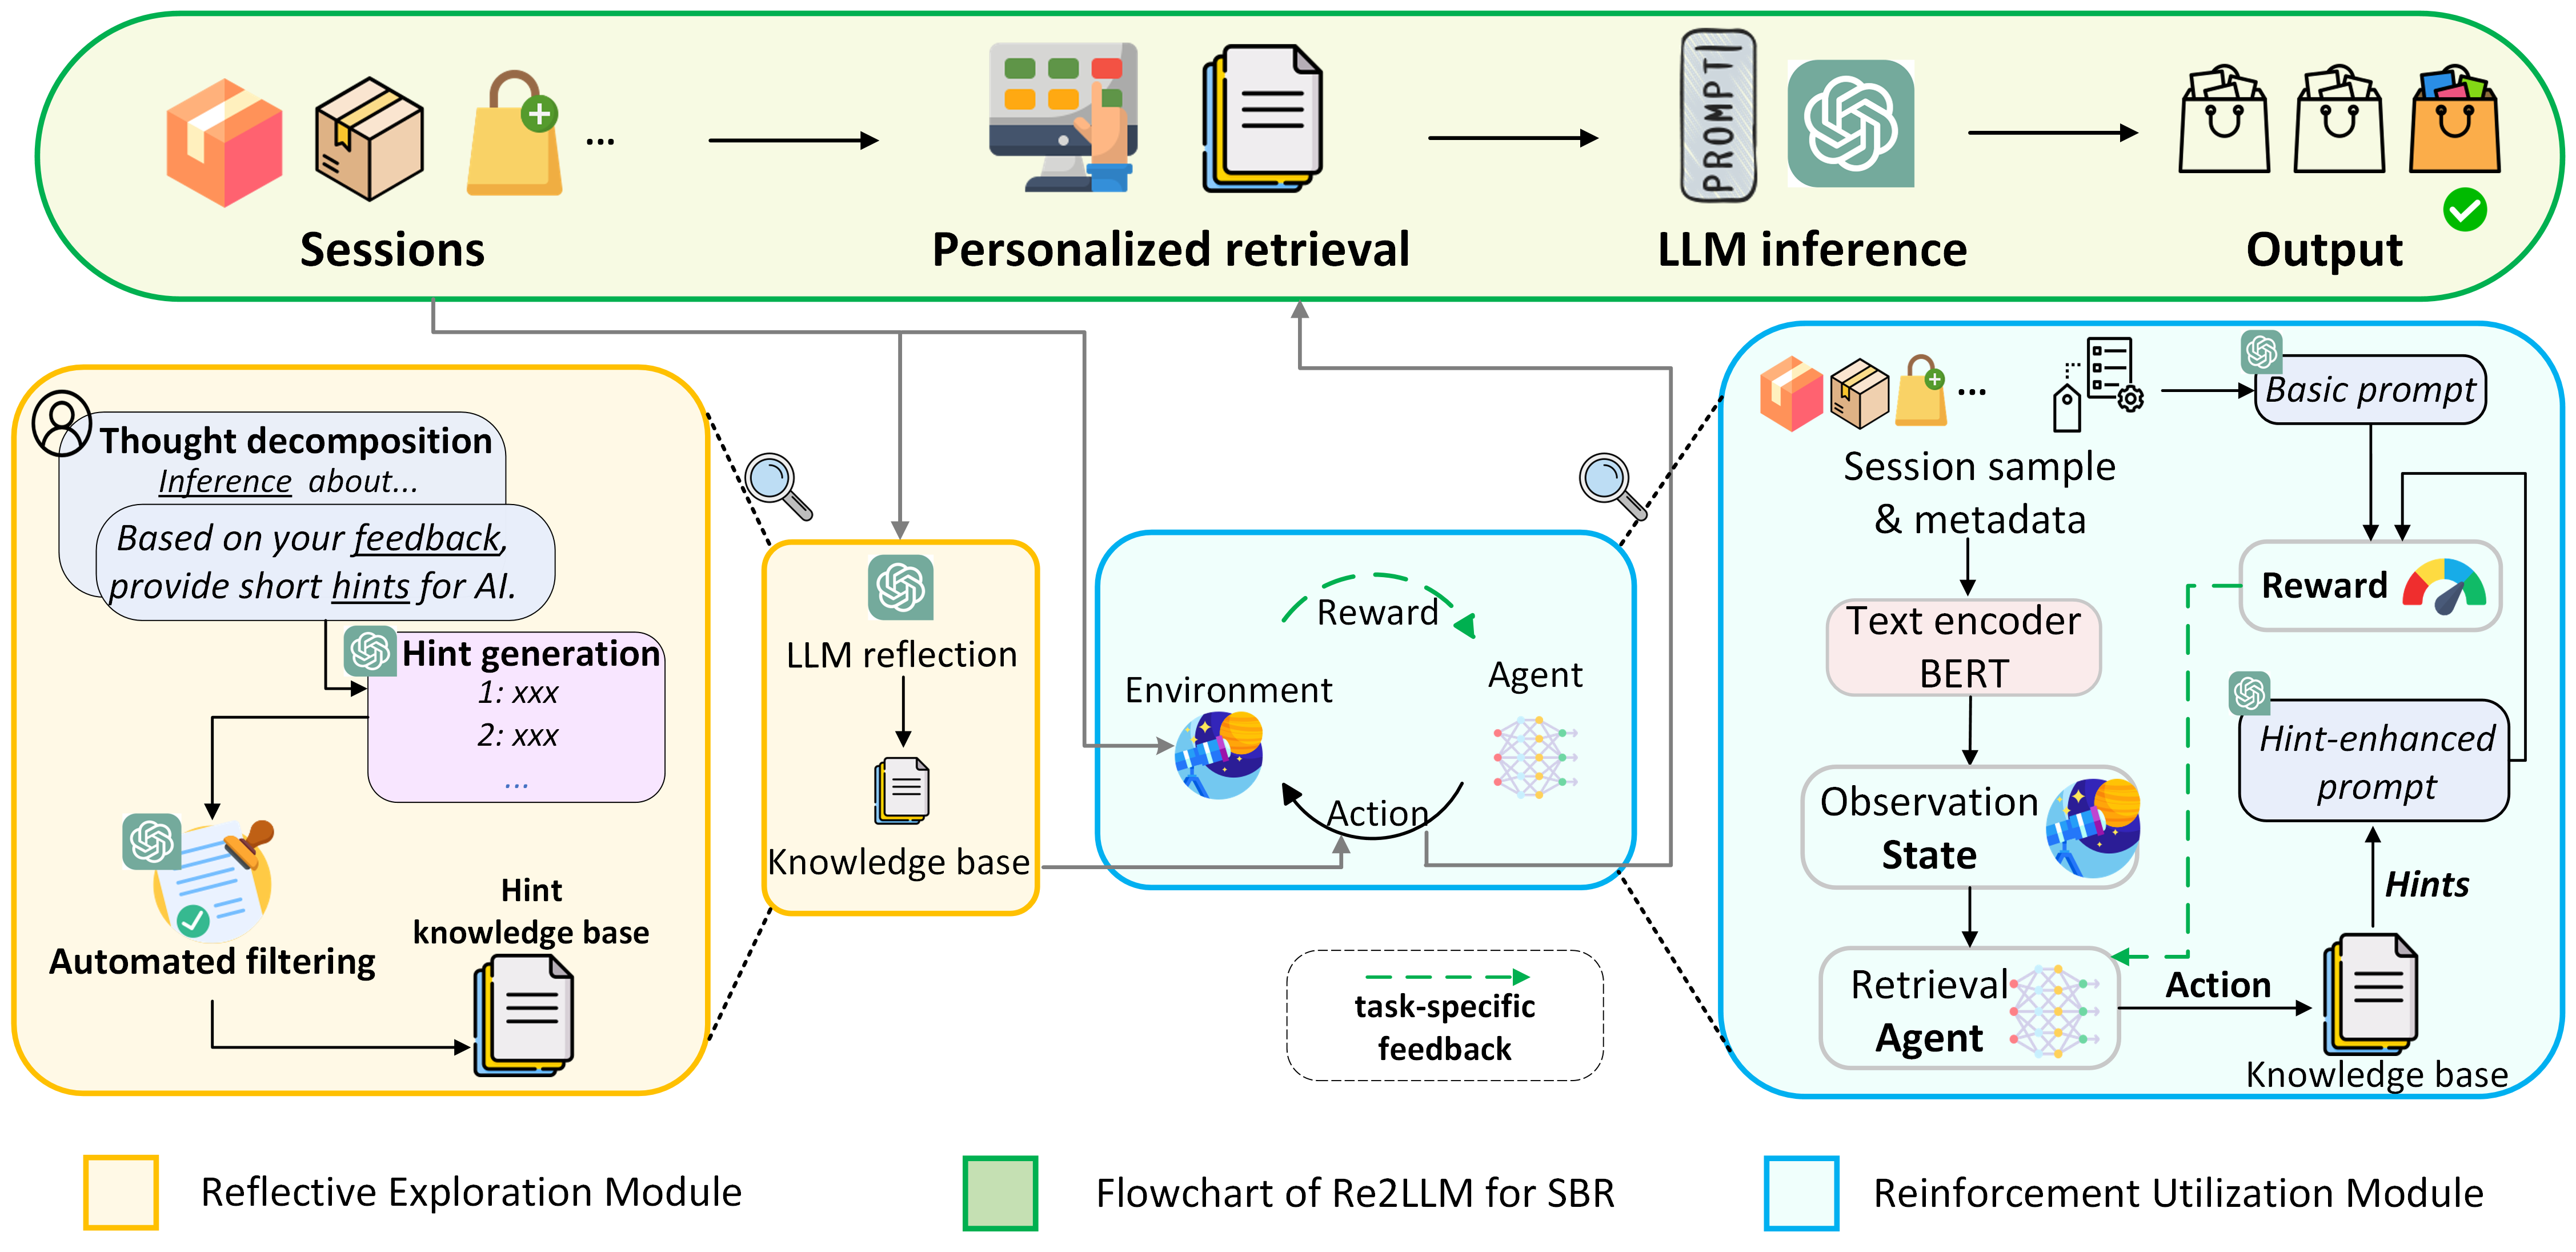 PROMPT
Sessions
Personalized retrieval
LLM inference
Output
...
Thought decomposition
Inference about...
Based on your feedback,
provide short hints for AI.
Hint generation
1: xxx
2: xxx
...
Automated filtering
Hint
knowledge base
LLM reflection
Knowledge base
Reward
Environment
Agent
Action
task-specific
feedback
...
Basic prompt
Session sample
& metadata
Text encoder
BERT
Reward
Observation
State
Hint-enhanced
prompt
Hints
Retrieval
Agent
Action
Knowledge base
Reflective Exploration Module
Flowchart of Re2LLM for SBR
Reinforcement Utilization Module